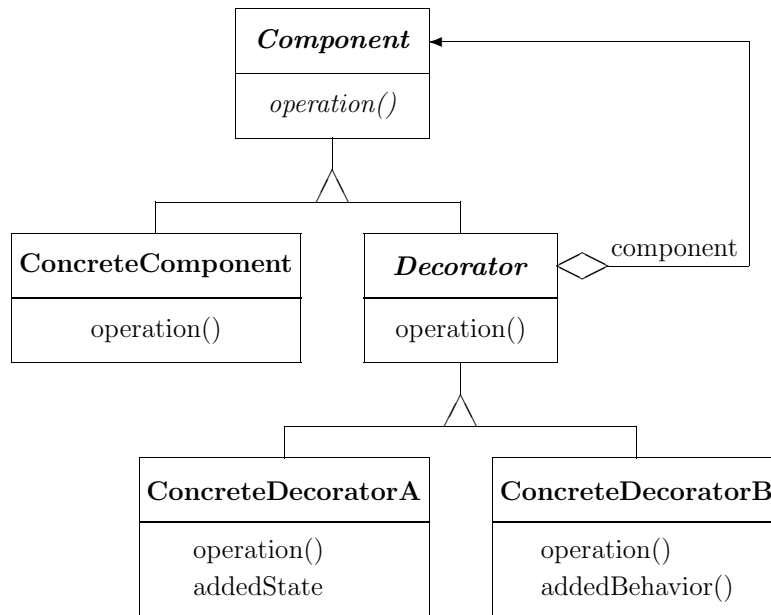 Component
operation()
component
ConcreteComponent
operation()
Decorator
operation()
ConcreteDecoratorA
operation()
addedState
ConcreteDecoratorB
operation()
addedBehavior()